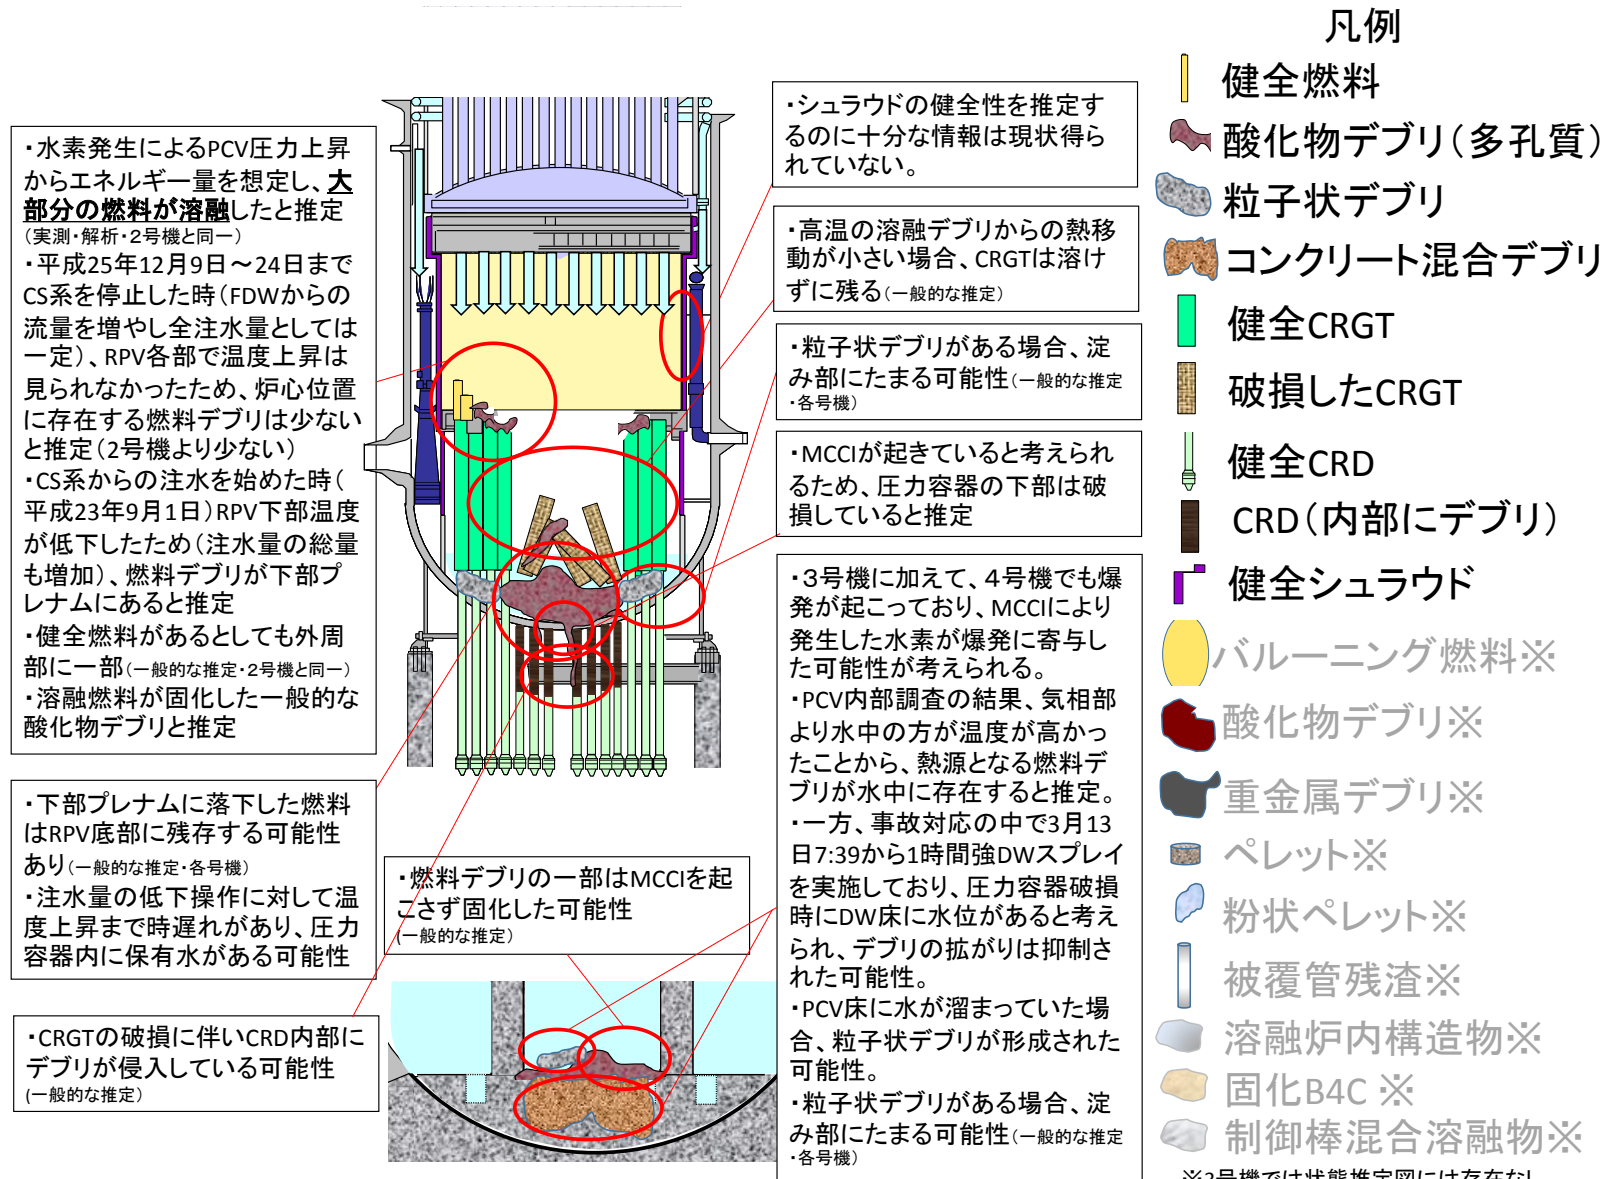 ・水素発生によるPCV圧力上昇
からエネルギー量を想定し、大
部分の燃料が溶融したと推定
(実測・解析・2号機と同一)
・平成25年12月9日～24日まで
CS系を停止した時(FDWからの
流量を増やし全注水量としては
一定)、RPV各部で温度上昇は
見られなかったため、炉心位置
に存在する燃料デブリは少ない
と推定(2号機より少ない)
・CS系からの注水を始めた時(
平成23年9月1日)RPV下部温度
が低下したため(注水量の総量
も増加)、燃料デブリが下部プ
レナムにあると推定
・健全燃料があるとしても外周
部に一部(一般的な推定・2号機と同一)
・溶融燃料が固化した一般的な
酸化物デブリと推定
・下部プレナムに落下した燃料
はRPV底部に残存する可能性
あり(一般的な推定・各号機)
・注水量の低下操作に対して温
度上昇まで時遅れがあり、圧力
容器内に保有水がある可能性
・CRGTの破損に伴いCRD内部に
デブリが侵入している可能性
(一般的な推定)
・燃料デブリの一部はMCCIを起
こさず固化した可能性
(一般的な推定)
・シュラウドの健全性を推定す
るのに十分な情報は現状得ら
れていない。
・高温の溶融デブリからの熱移
動が小さい場合、CRGTは溶け
ずに残る(一般的な推定)
・粒子状デブリがある場合、淀
み部にたまる可能性(一般的な推定
・各号機)
・MCCIが起きていると考えられ
るため、圧力容器の下部は破
損していると推定
・3号機に加えて、4号機でも爆
発が起こっており、MCCIにより
発生した水素が爆発に寄与し
た可能性が考えられる。
・PCV内部調査の結果、気相部
より水中の方が温度が高かっ
たことから、熱源となる燃料デ
ブリが水中に存在すると推定。
・一方、事故対応の中で3月13
日7:39から1時間強DWスプレイ
を実施しており、圧力容器破損
時にDW床に水位があると考え
られ、デブリの拡がりは抑制さ
れた可能性。
・PCV床に水が溜まっていた場
合、粒子状デブリが形成された
可能性。
・粒子状デブリがある場合、淀
み部にたまる可能性(一般的な推定
・各号機)
凡例
健全燃料
酸化物デブリ(多孔質)
粒子状デブリ
コンクリート混合デブリ
健全CRGT
破損したCRGT
健全CRD
CRD(内部にデブリ)
健全シュラウド
バルーニング燃料※
酸化物デブリ※
重金属デブリ※
ペレット※
粉状ペレット※
被覆管残渣※
溶融炉内構造物※
固化B4C ※
制御棒混合溶融物※
※3号機では状態推定図には存在なし